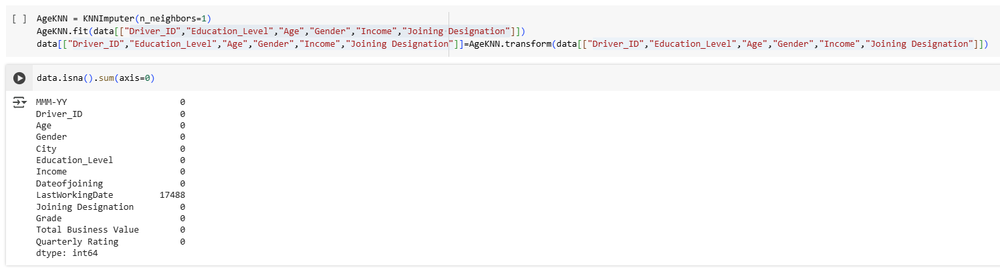 [ ] AgeKNN = KNNImputer(n_neighbors=1)
AgeKNN.fit(data[["Driver_ID","Education_Level","Age","Gender","Income","Joining Designation"]])
data[["Driver_ID","Education_Level","Age","Gender","Income","Joining Designation"]]=AgeKNN.transform(data[["Driver_ID","Education_Level","Age","Gender","Income","Joining Designation"]])
data.isna().sum(axis=0)
MMM-YY 0
Driver_ID 0
Age 0
Gender 0
City 0
Education_Level 0
Income 0
Dateofjoining 0
LastWorkingDate 17488
Joining Designation 0
Grade 0
Total Business Value 0
Quarterly Rating 0
dtype: int64